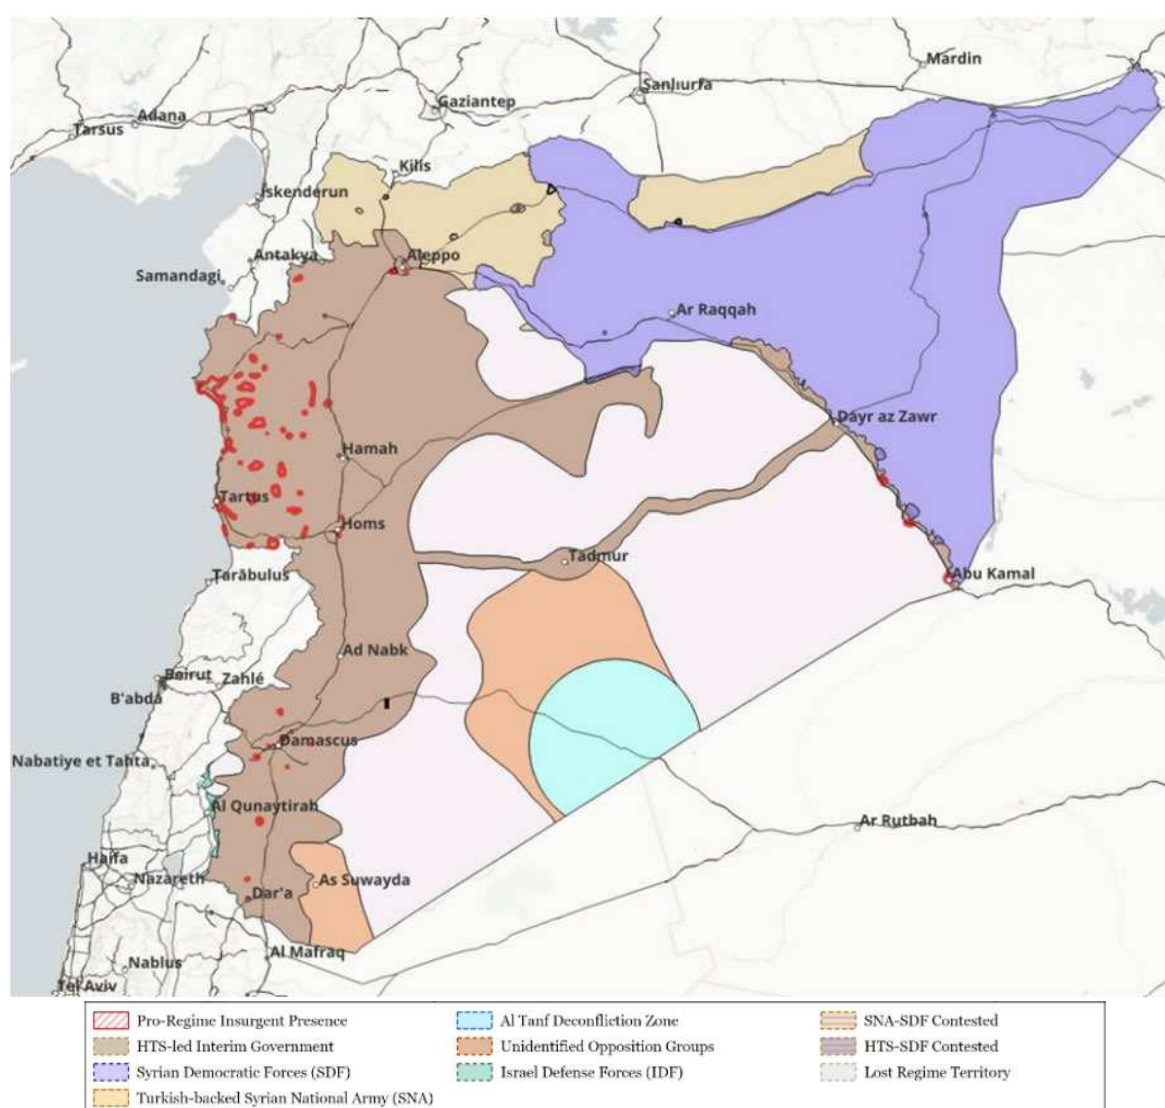 Mardin
Sanlıurfa
Gaziantep
Adana
Tarsus
Kilis
İskenderun
Antakya
Aleppo
Samandagi
Ar Raqqah
Dayr az Zawr
Hamah
Tartus
Homs
Tadmur
Abu Kamal
Ţarābulus
Ad Nabk
Beirut
Zahlé
B'abdā
Damascus
Nabatiye et Tahta
Al Qunaytirah
Ar Rutbah
Haifa
Nazareth
As Suwayda
Dar'a
Al Mafraq
Nablus
Tel Aviv
Pro-Regime Insurgent Presence
Al Tanf Deconfliction Zone
SNA-SDF Contested
HTS-led Interim Government
Unidentified Opposition Groups
HTS-SDF Contested
Syrian Democratic Forces (SDF)
Israel Defense Forces (IDF)
Lost Regime Territory
Turkish-backed Syrian National Army (SNA)